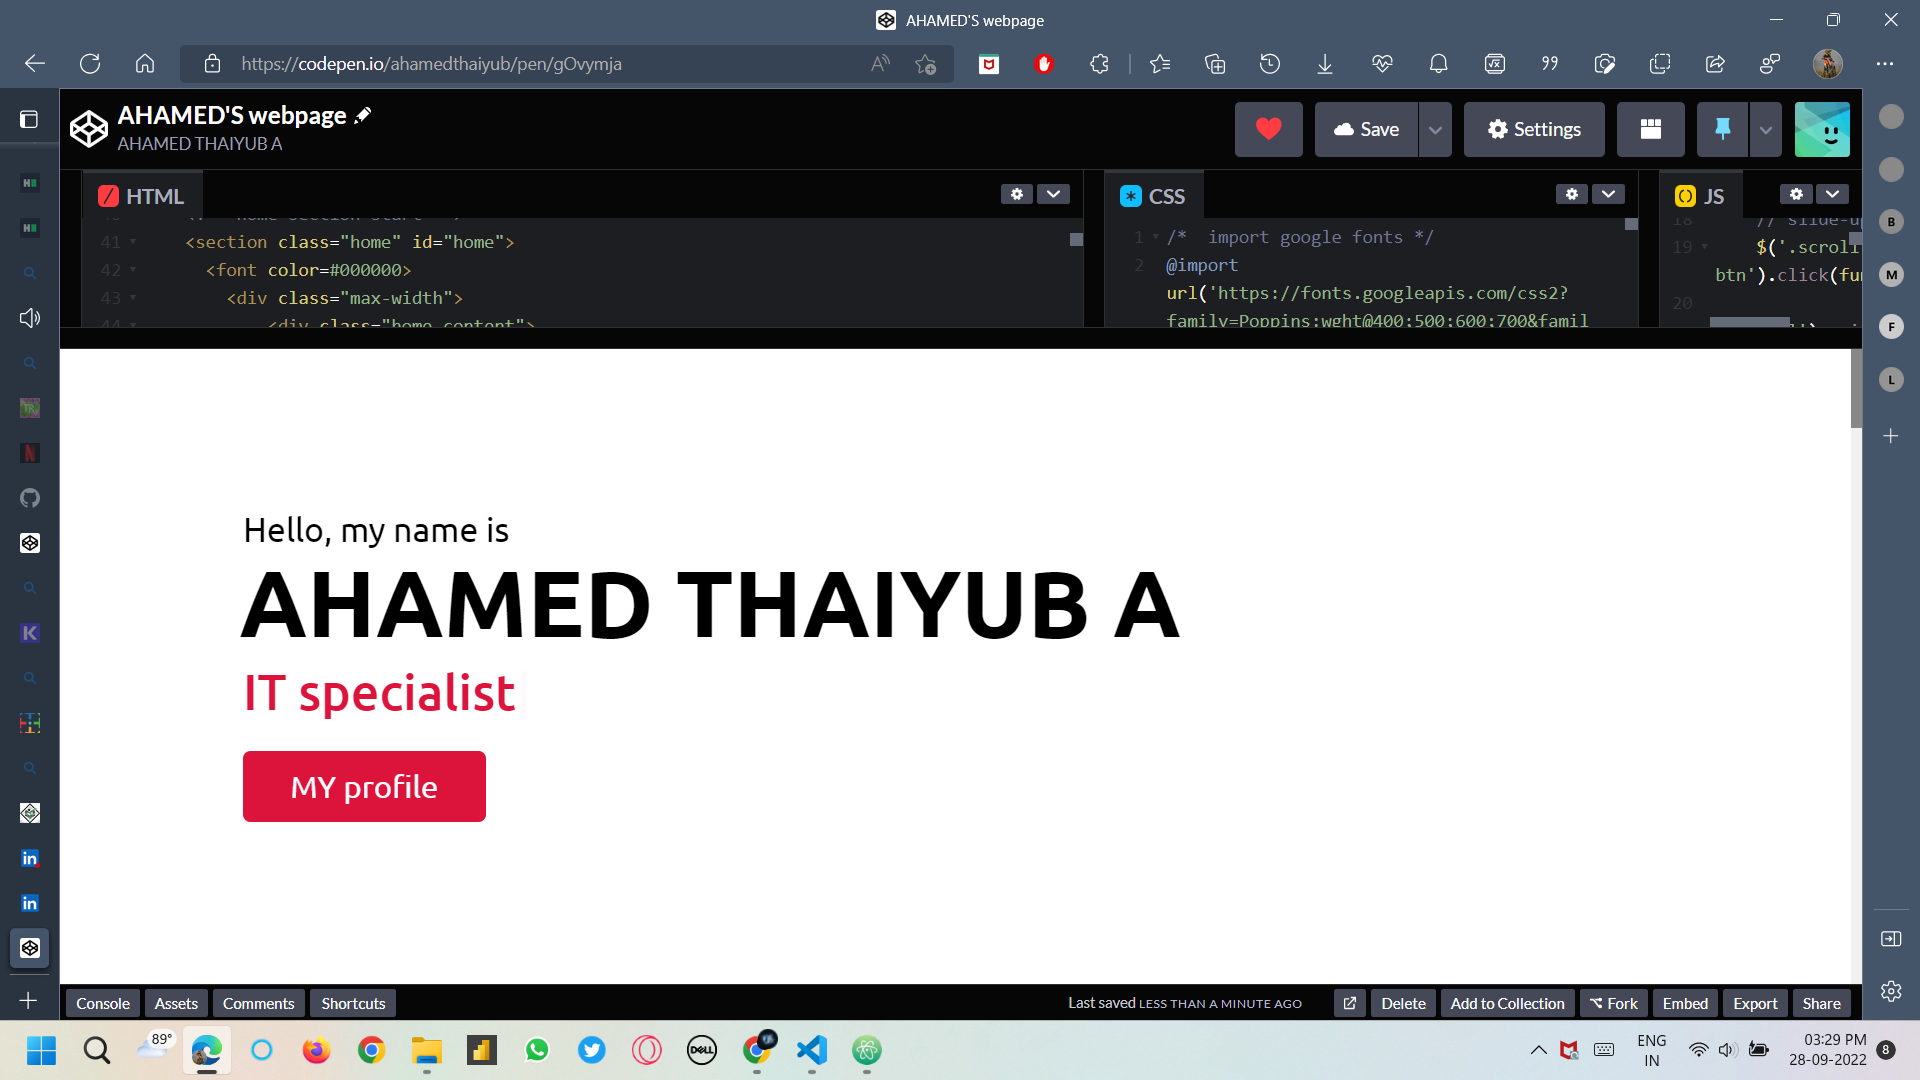 AHAMED'S webpage
https://codepen.io/ahamedthaiyub/pen/gOvymja
AHAMED'S webpage
AHAMED THAIYUB A
Save
Settings
HTML
41
<section class="home" id="home">
42
<font color=#000000>
43
<div class="max-width">
44
<div class="home-content">
CSS
1
/*  import google fonts */
2
@import
url('https://fonts.googleapis.com/css2?
family=Poppins:wght@400;500;600;700&famil
JS
18
19
$('.scroll
btn').click(fu
20
B
M
F
L
Hello, my name is
AHAMED THAIYUB A
IT specialist
MY profile
Console
Assets
Comments
Shortcuts
Last saved LESS THAN A MINUTE AGO
Delete
Add to Collection
Fork
Embed
Export
Share
89°
DELL
ENG
IN
03:29 PM
28-09-2022
8